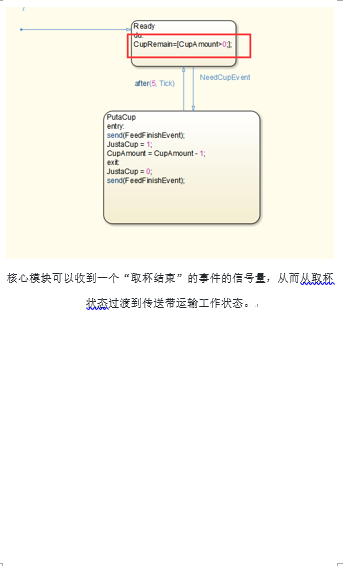 Ready
du:
CupRemain=[CupAmount>0;];
after(5, Tick)
NeedCupEvent
PutaCup
entry:
send(FeedFinishEvent);
JustaCup = 1;
CupAmount = CupAmount - 1;
exit:
JustaCup = 0;
send(FeedFinishEvent);
核心模块可以收到一个“取杯结束”的事件的信号量，从而从取杯
状态过渡到传送带运输工作状态。